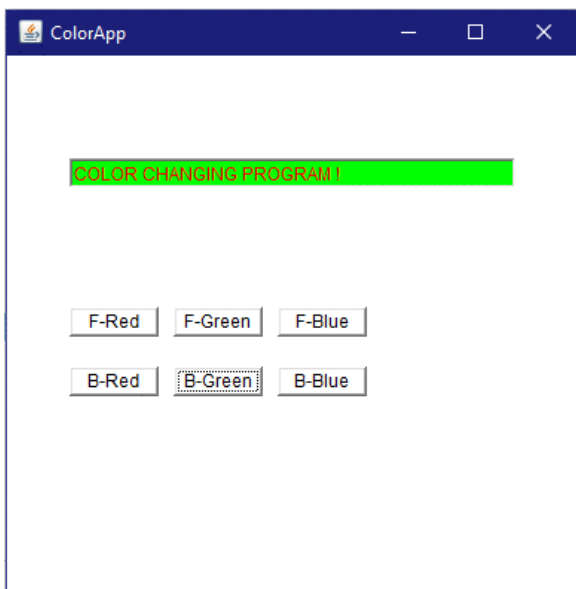 ColorApp
COLOR CHANGING PROGRAM !
F-Red F-Green F-Blue
B-Red B-Green B-Blue